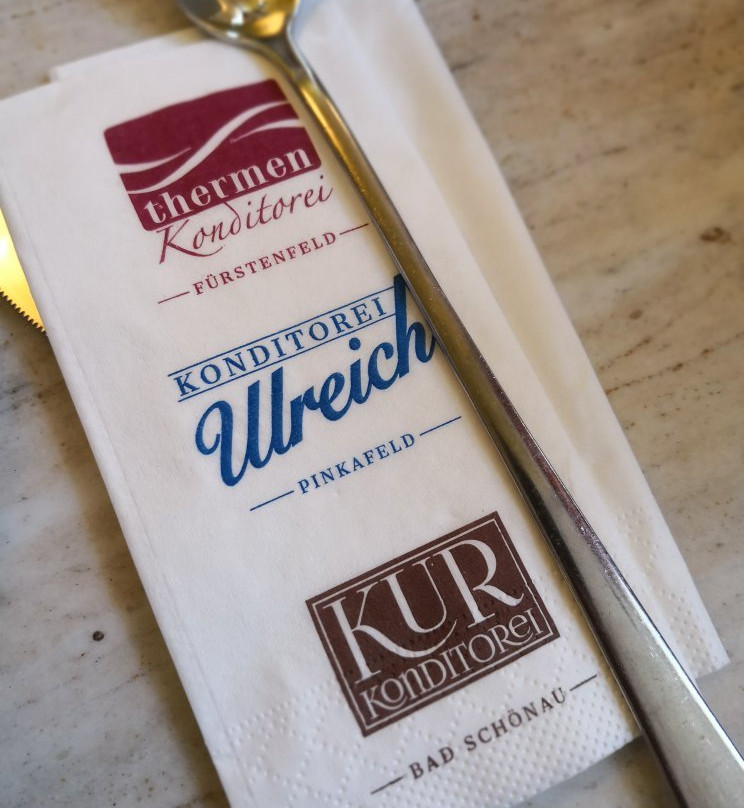 thermen
Konditorei
FÜRSTENFELD
KONDITOREI
Ulreich
PINKAFELD
KUR
KONDITOREI
BAD SCHÖNAU